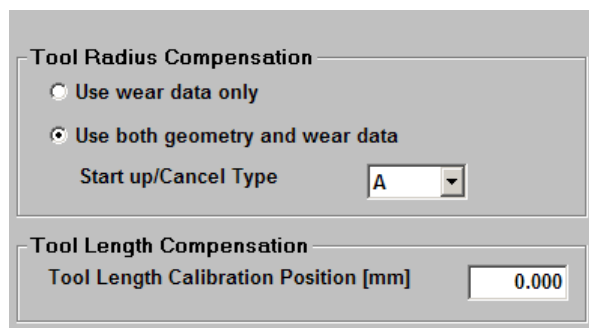 Tool Radius Compensation
Use wear data only
Use both geometry and wear data
Start up/Cancel Type A
Tool Length Compensation
Tool Length Calibration Position [mm] 0.000